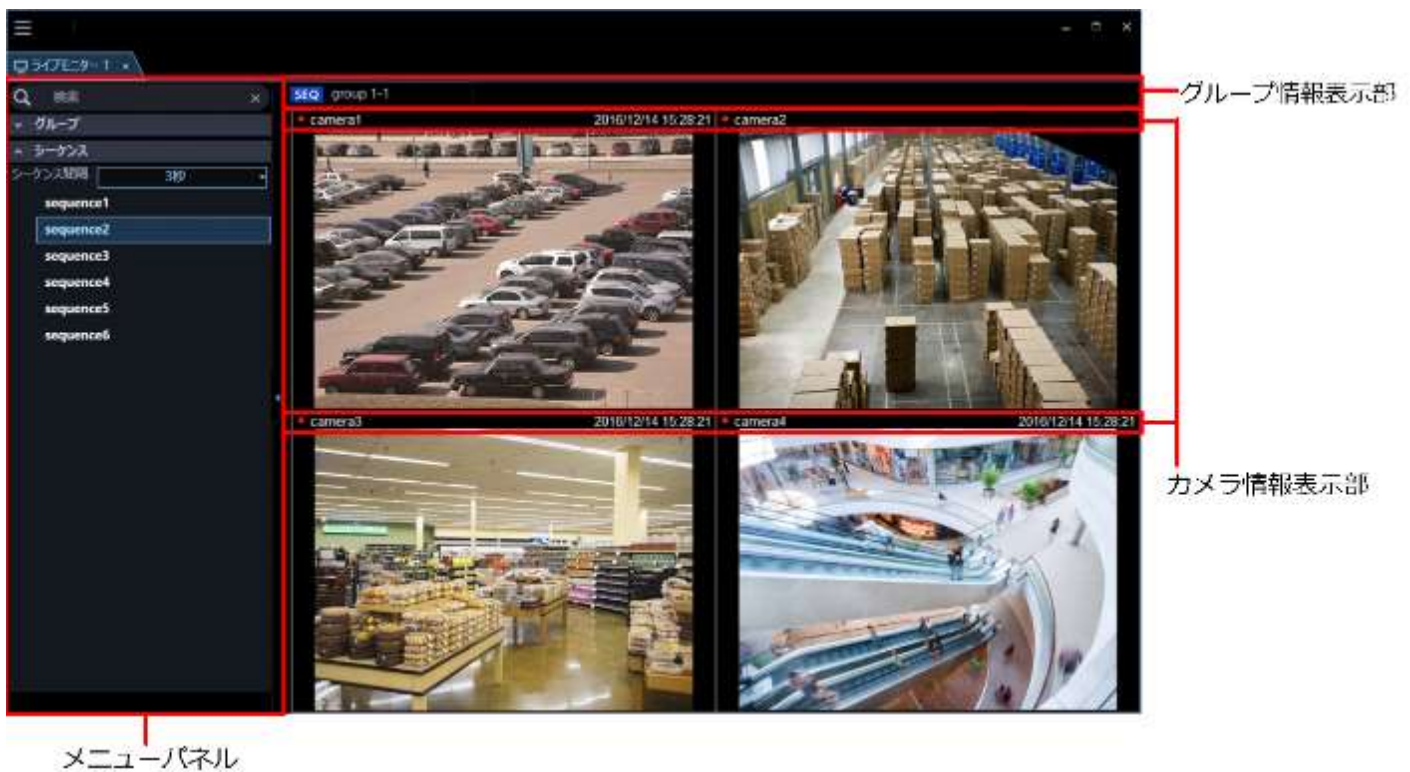 ライブモニター 1 ×
検索 ×
グループ
シーケンス
シーケンス間隔 3秒
sequence1
sequence2
sequence3
sequence4
sequence5
sequence6
SEQ group 1-1
camera1 2016/12/14 15:28:21
camera2
camera3 2016/12/14 15:28:21
camera4 2016/12/14 15:28:21
グループ情報表示部
カメラ情報表示部
メニューパネル